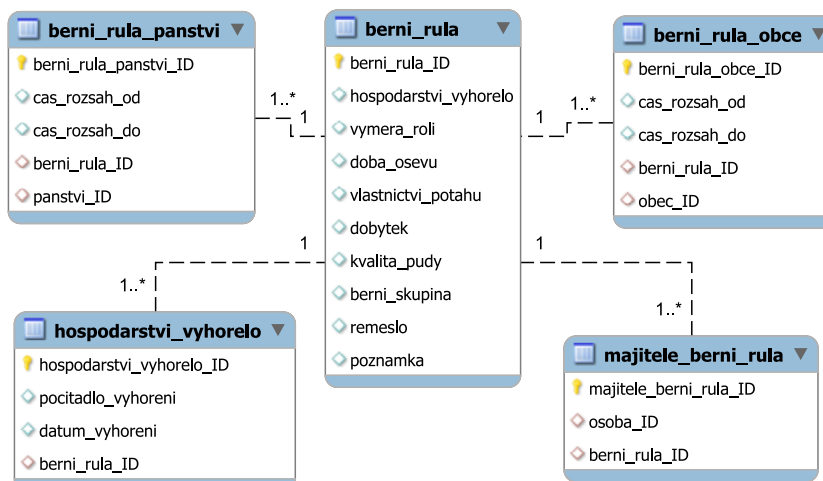 berni_rula_panstvi
berni_rula_panstvi_ID
cas_rozsah_od
cas_rozsah_do
berni_rula_ID
panstvi_ID
1..*
1
berni_rula
berni_rula_ID
hospodarstvi_vyhorelo
vymera_roli
doba_osevu
vlastnictvi_potahu
dobytek
kvalita_pudy
berni_skupina
remeslo
poznamka
1
1..*
berni_rula_obce
berni_rula_obce_ID
cas_rozsah_od
cas_rozsah_do
berni_rula_ID
obec_ID
1
1..*
hospodarstvi_vyhorelo
hospodarstvi_vyhorelo_ID
pocitadlo_vyhoreni
datum_vyhoreni
berni_rula_ID
1
1..*
majitele_berni_rula
majitele_berni_rula_ID
osoba_ID
berni_rula_ID